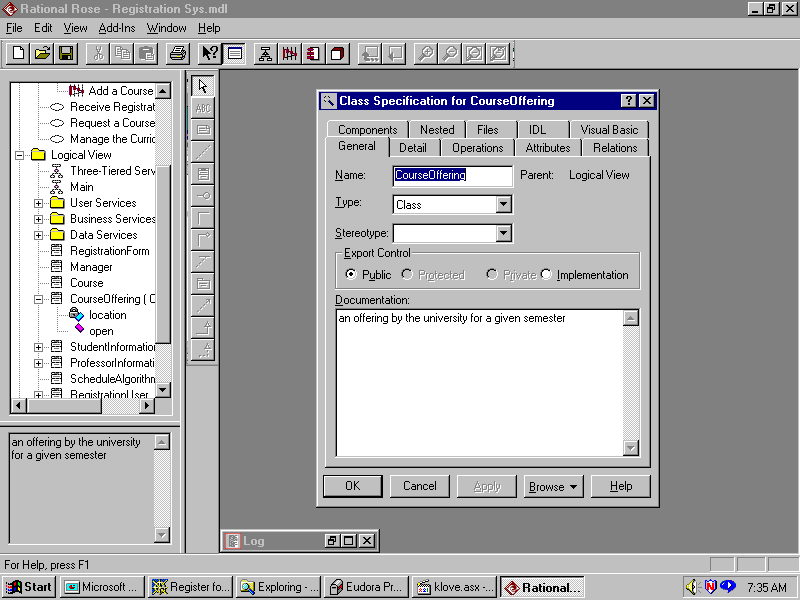 Rational Rose - Registration Sys.mdl
File Edit View Add-Ins Window Help
Add a Course
Receive Registrat
Request a Course
Manage the Curric
Logical View
Three-Tiered Serv
Main
User Services
Business Services
Data Services
RegistrationForm
Manager
Course
CourseOffering ( C
location
open
StudentInformation
ProfessorInformati
ScheduleAlgorithm
RegistrationUser
an offering by the university
for a given semester
ABC
Class Specification for CourseOffering
Components Nested Files IDL Visual Basic
General Detail Operations Attributes Relations
Name: CourseOffering Parent: Logical View
Type: Class
Stereotype:
Export Control
Public Protected Private Implementation
Documentation:
an offering by the university for a given semester
OK Cancel Apply Browse Help
Log
For Help, press F1
Start Microsoft ... Register fo... Exploring - ... Eudora Pr... klove.asx -... Rational... 7:35 AM